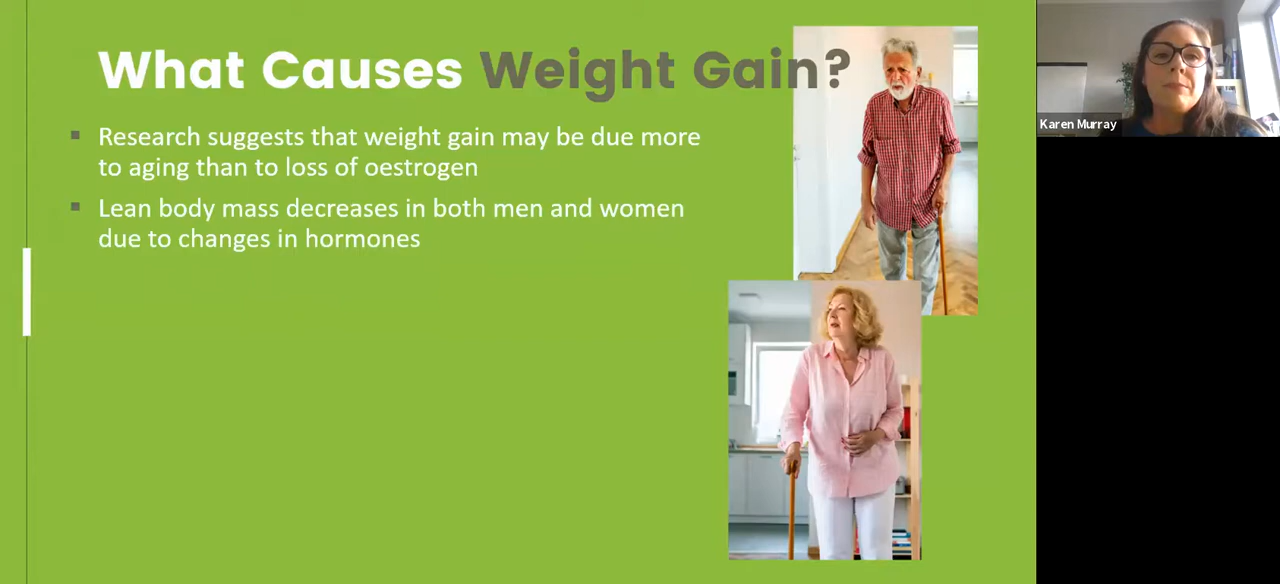 What Causes Weight Gain?
Research suggests that weight gain may be due more
to aging than to loss of oestrogen
Lean body mass decreases in both men and women
due to changes in hormones
Karen Murray